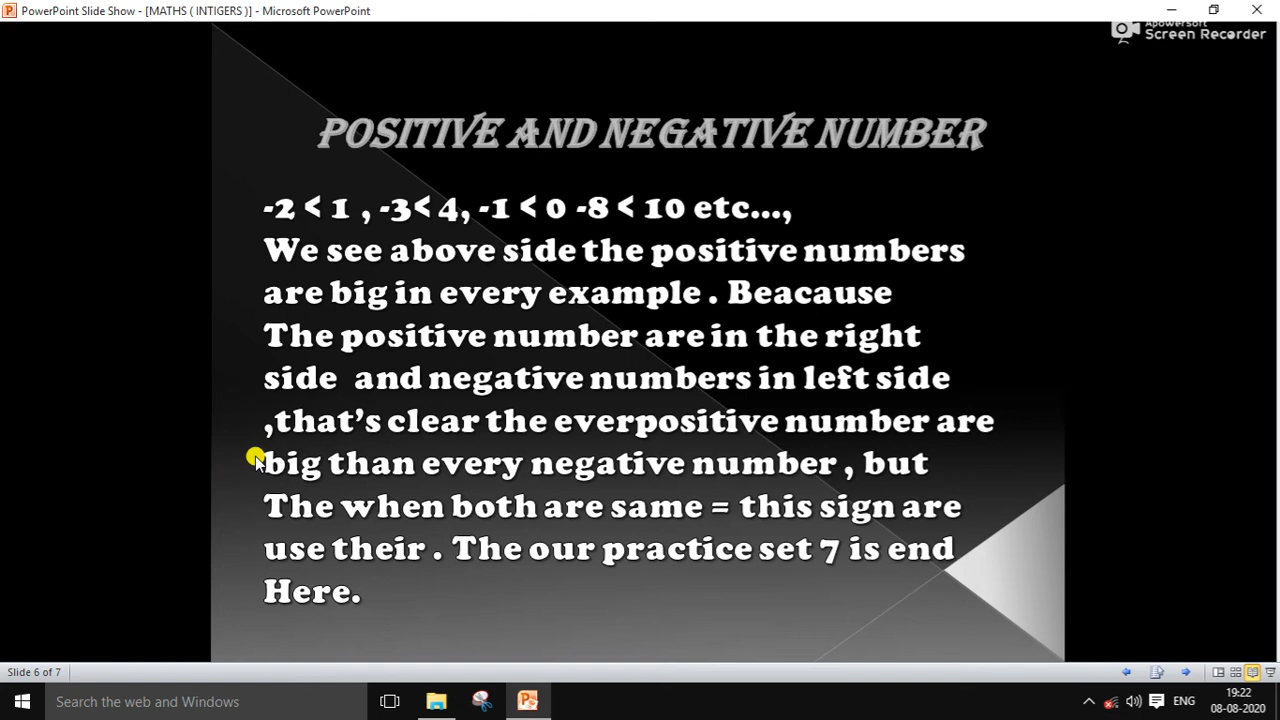 PowerPoint Slide Show - [MATHS ( INTIGERS )] - Microsoft PowerPoint
Apowersoft
Screen Recorder
POSITIVE AND NEGATIVE NUMBER
-2 < 1 , -3< 4, -1 < 0 -8 < 10 etc...,
We see above side the positive numbers
are big in every example . Beacause
The positive number are in the right
side and negative numbers in left side
,that's clear the everpositive number are
big than every negative number , but
The when both are same = this sign are
use their . The our practice set 7 is end
Here.
Slide 6 of 7
Search the web and Windows
ENG
19:22
08-08-2020